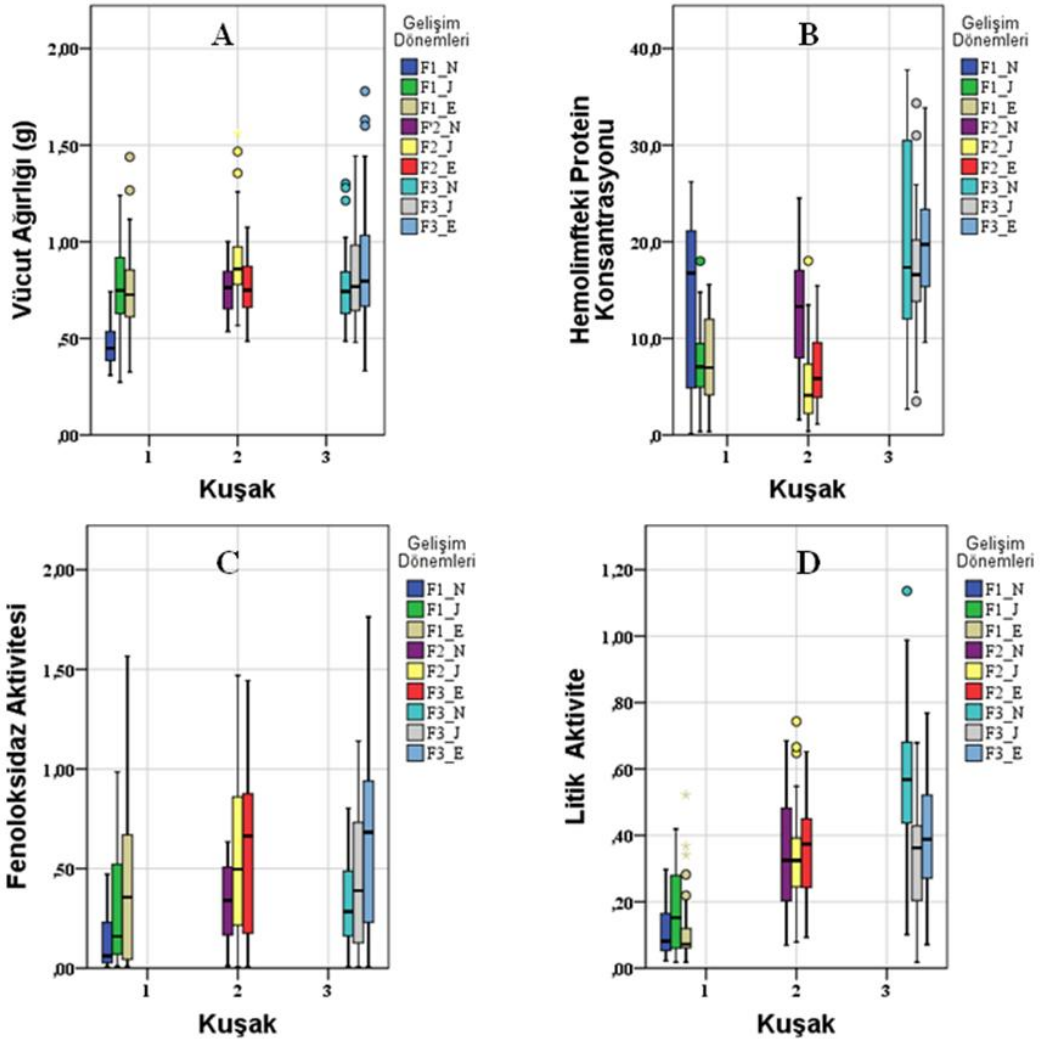 A
Vücut Ağırlığı (g)
2,00
1,50
1,00
,50
,00
1
2
3
Kuşak
Gelişim
Dönemleri
F1_N
F1_J
F1_E
F'2_N
F2_J
F2_E
F3_N
F3_J
F3_E
B
Hemolimfteki Protein
Konsantrasyonu
40,0
30,0
20,0
10,0
,0
1
2
3
Kuşak
Gelişim
Dönemleri
F1_N
F1_J
F1_E
F2_N
F2_J
F2_E
F3_N
F3_J
F3_E
C
Fenoloksidaz Aktivitesi
2,00
1,50
1,00
,50
,00
1
2
3
Kuşak
Gelişim
Dönemleri
F1_N
F1_J
F1_E
F2_N
F2_J
F3_E
F3_N
F3_J
F3_E
D
Litik Aktivite
1,20
1,00
,80
,60
,40
,20
,00
1
2
3
Kuşak
Gelişim
Dönemleri
F1_N
F1_J
F1_E
F2_N
F2_J
F2_E
F3_N
F3_J
F3_E